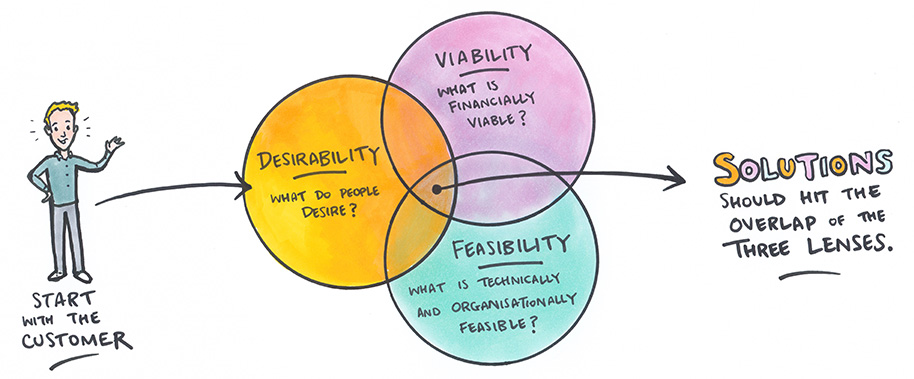 START
WITH THE
CUSTOMER
DESIRABILITY
WHAT DO PEOPLE
DESIRE?
VIABILITY
WHAT IS
FINANCIALLY
VIABLE?
FEASIBILITY
WHAT IS TECHNICALLY
AND ORGANISATIONALLY
FEASIBLE?
SOLUTIONS
SHOULD HIT THE
OVERLAP OF THE
THREE LENSES.